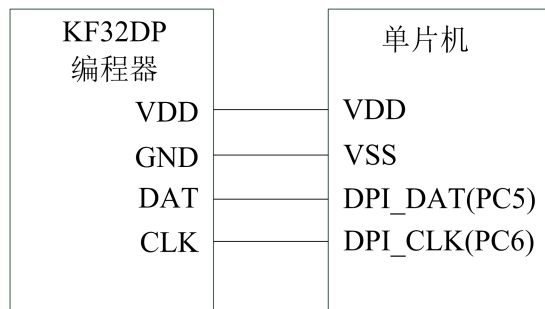 KF32DP
编程器
VDD
GND
DAT
CLK
单片机
VDD
VSS
DPI_DAT(PC5)
DPI_CLK(PC6)